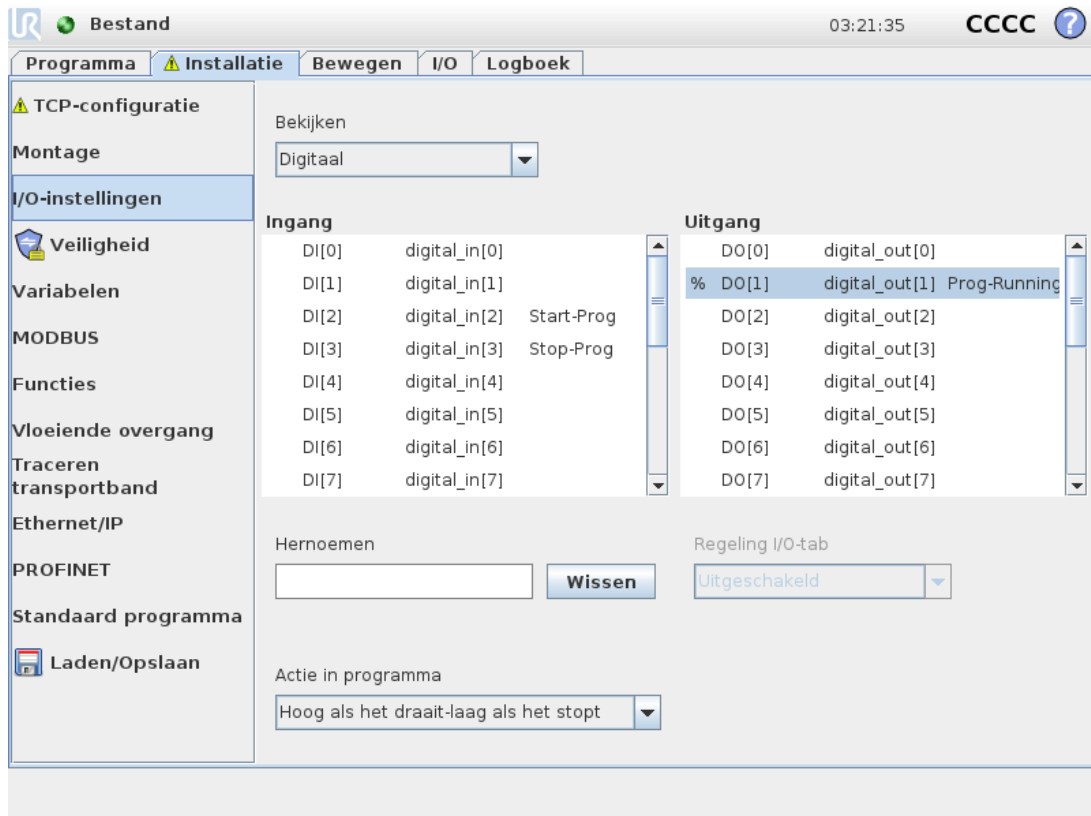 UR Bestand 03:21:35 CCCC ?
Programma Installatie Bewegen I/O Logboek
TCP-configuratie
Montage
I/O-instellingen
Veiligheid
Variabelen
MODBUS
Functies
Vloeiende overgang
Traceren
transportband
Ethernet/IP
PROFINET
Standaard programma
Laden/Opslaan
Bekijken
Digitaal
Ingang
DI[0] digital_in[0]
DI[1] digital_in[1]
DI[2] digital_in[2] Start-Prog
DI[3] digital_in[3] Stop-Prog
DI[4] digital_in[4]
DI[5] digital_in[5]
DI[6] digital_in[6]
DI[7] digital_in[7]
Uitgang
DO[0] digital_out[0]
% DO[1] digital_out[1] Prog-Running
DO[2] digital_out[2]
DO[3] digital_out[3]
DO[4] digital_out[4]
DO[5] digital_out[5]
DO[6] digital_out[6]
DO[7] digital_out[7]
Hernoemen
Wissen
Regeling I/O-tab
Uitgeschakeld
Actie in programma
Hoog als het draait-laag als het stopt